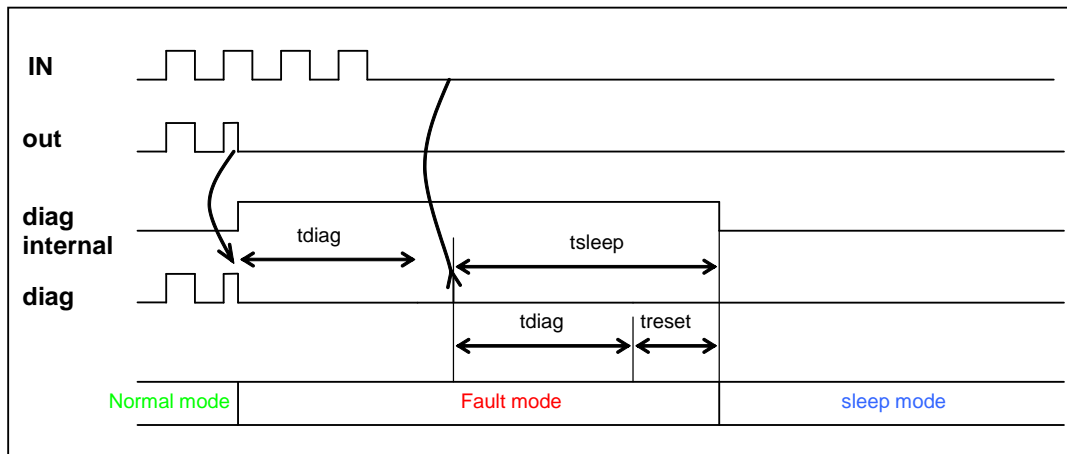 IN
out
diag
internal
tdiag
tsleep
diag
tdiag
treset
Normal mode
Fault mode
sleep mode